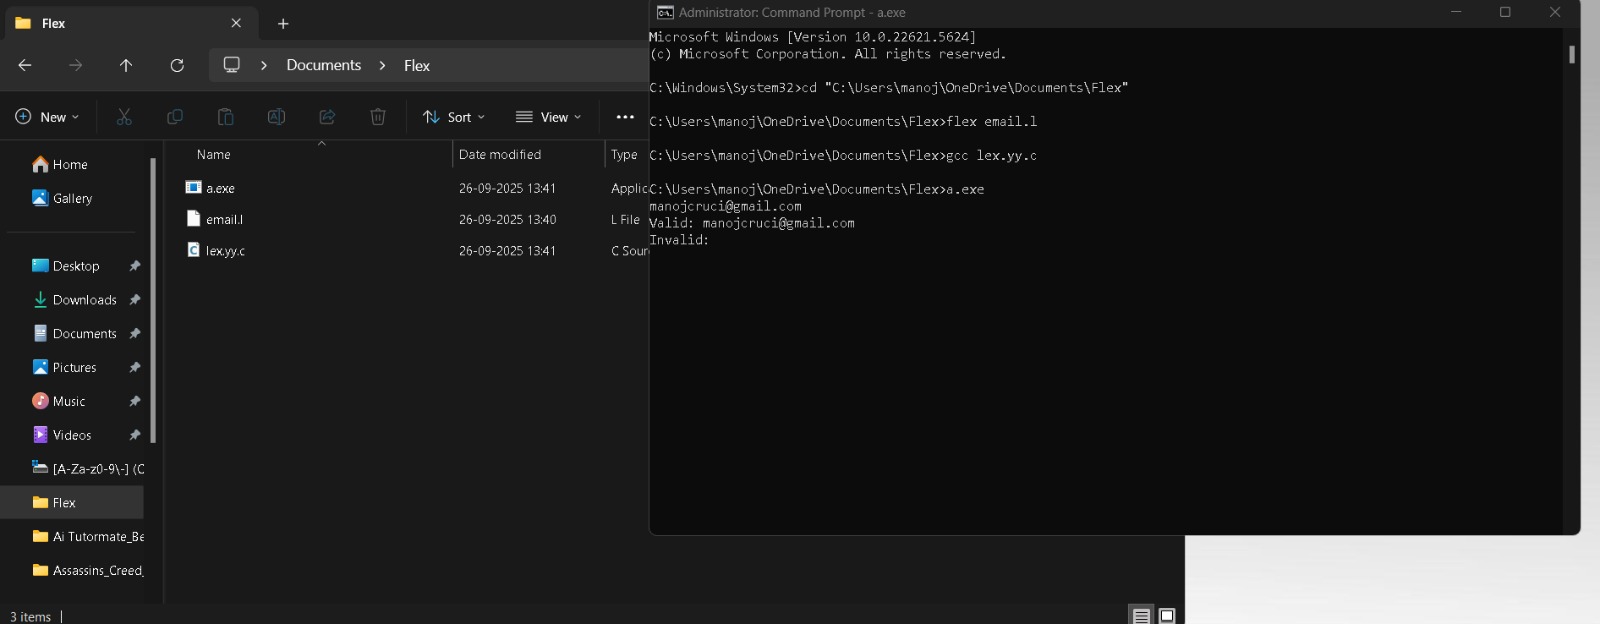 Flex
Documents > Flex
New
Sort
View
Name
Date modified
Type
a.exe
26-09-2025 13:41
Applic
email.l
26-09-2025 13:40
L File
lex.yy.c
26-09-2025 13:41
C Sour
Home
Gallery
Desktop
Downloads
Documents
Pictures
Music
Videos
[A-Za-z0-9\-] (C
Flex
Ai Tutormate_Be
Assassins_Creed_
3 items
Administrator: Command Prompt - a.exe
Microsoft Windows [Version 10.0.22621.5624]
(c) Microsoft Corporation. All rights reserved.
C:\Windows\System32>cd "C:\Users\manoj\OneDrive\Documents\Flex"
C:\Users\manoj\OneDrive\Documents\Flex>flex email.l
C:\Users\manoj\OneDrive\Documents\Flex>gcc lex.yy.c
C:\Users\manoj\OneDrive\Documents\Flex>a.exe
manojcruci@gmail.com
Valid: manojcruci@gmail.com
Invalid: